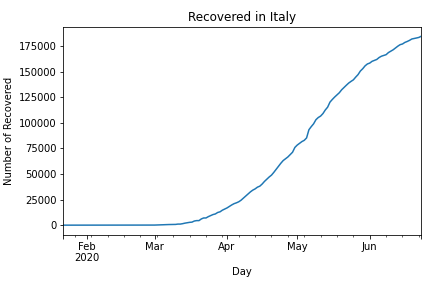 Recovered in Italy
175000
150000
125000
100000
75000
50000
25000
0
Number of Recovered
Feb
2020
Mar
Apr
May
Jun
Day